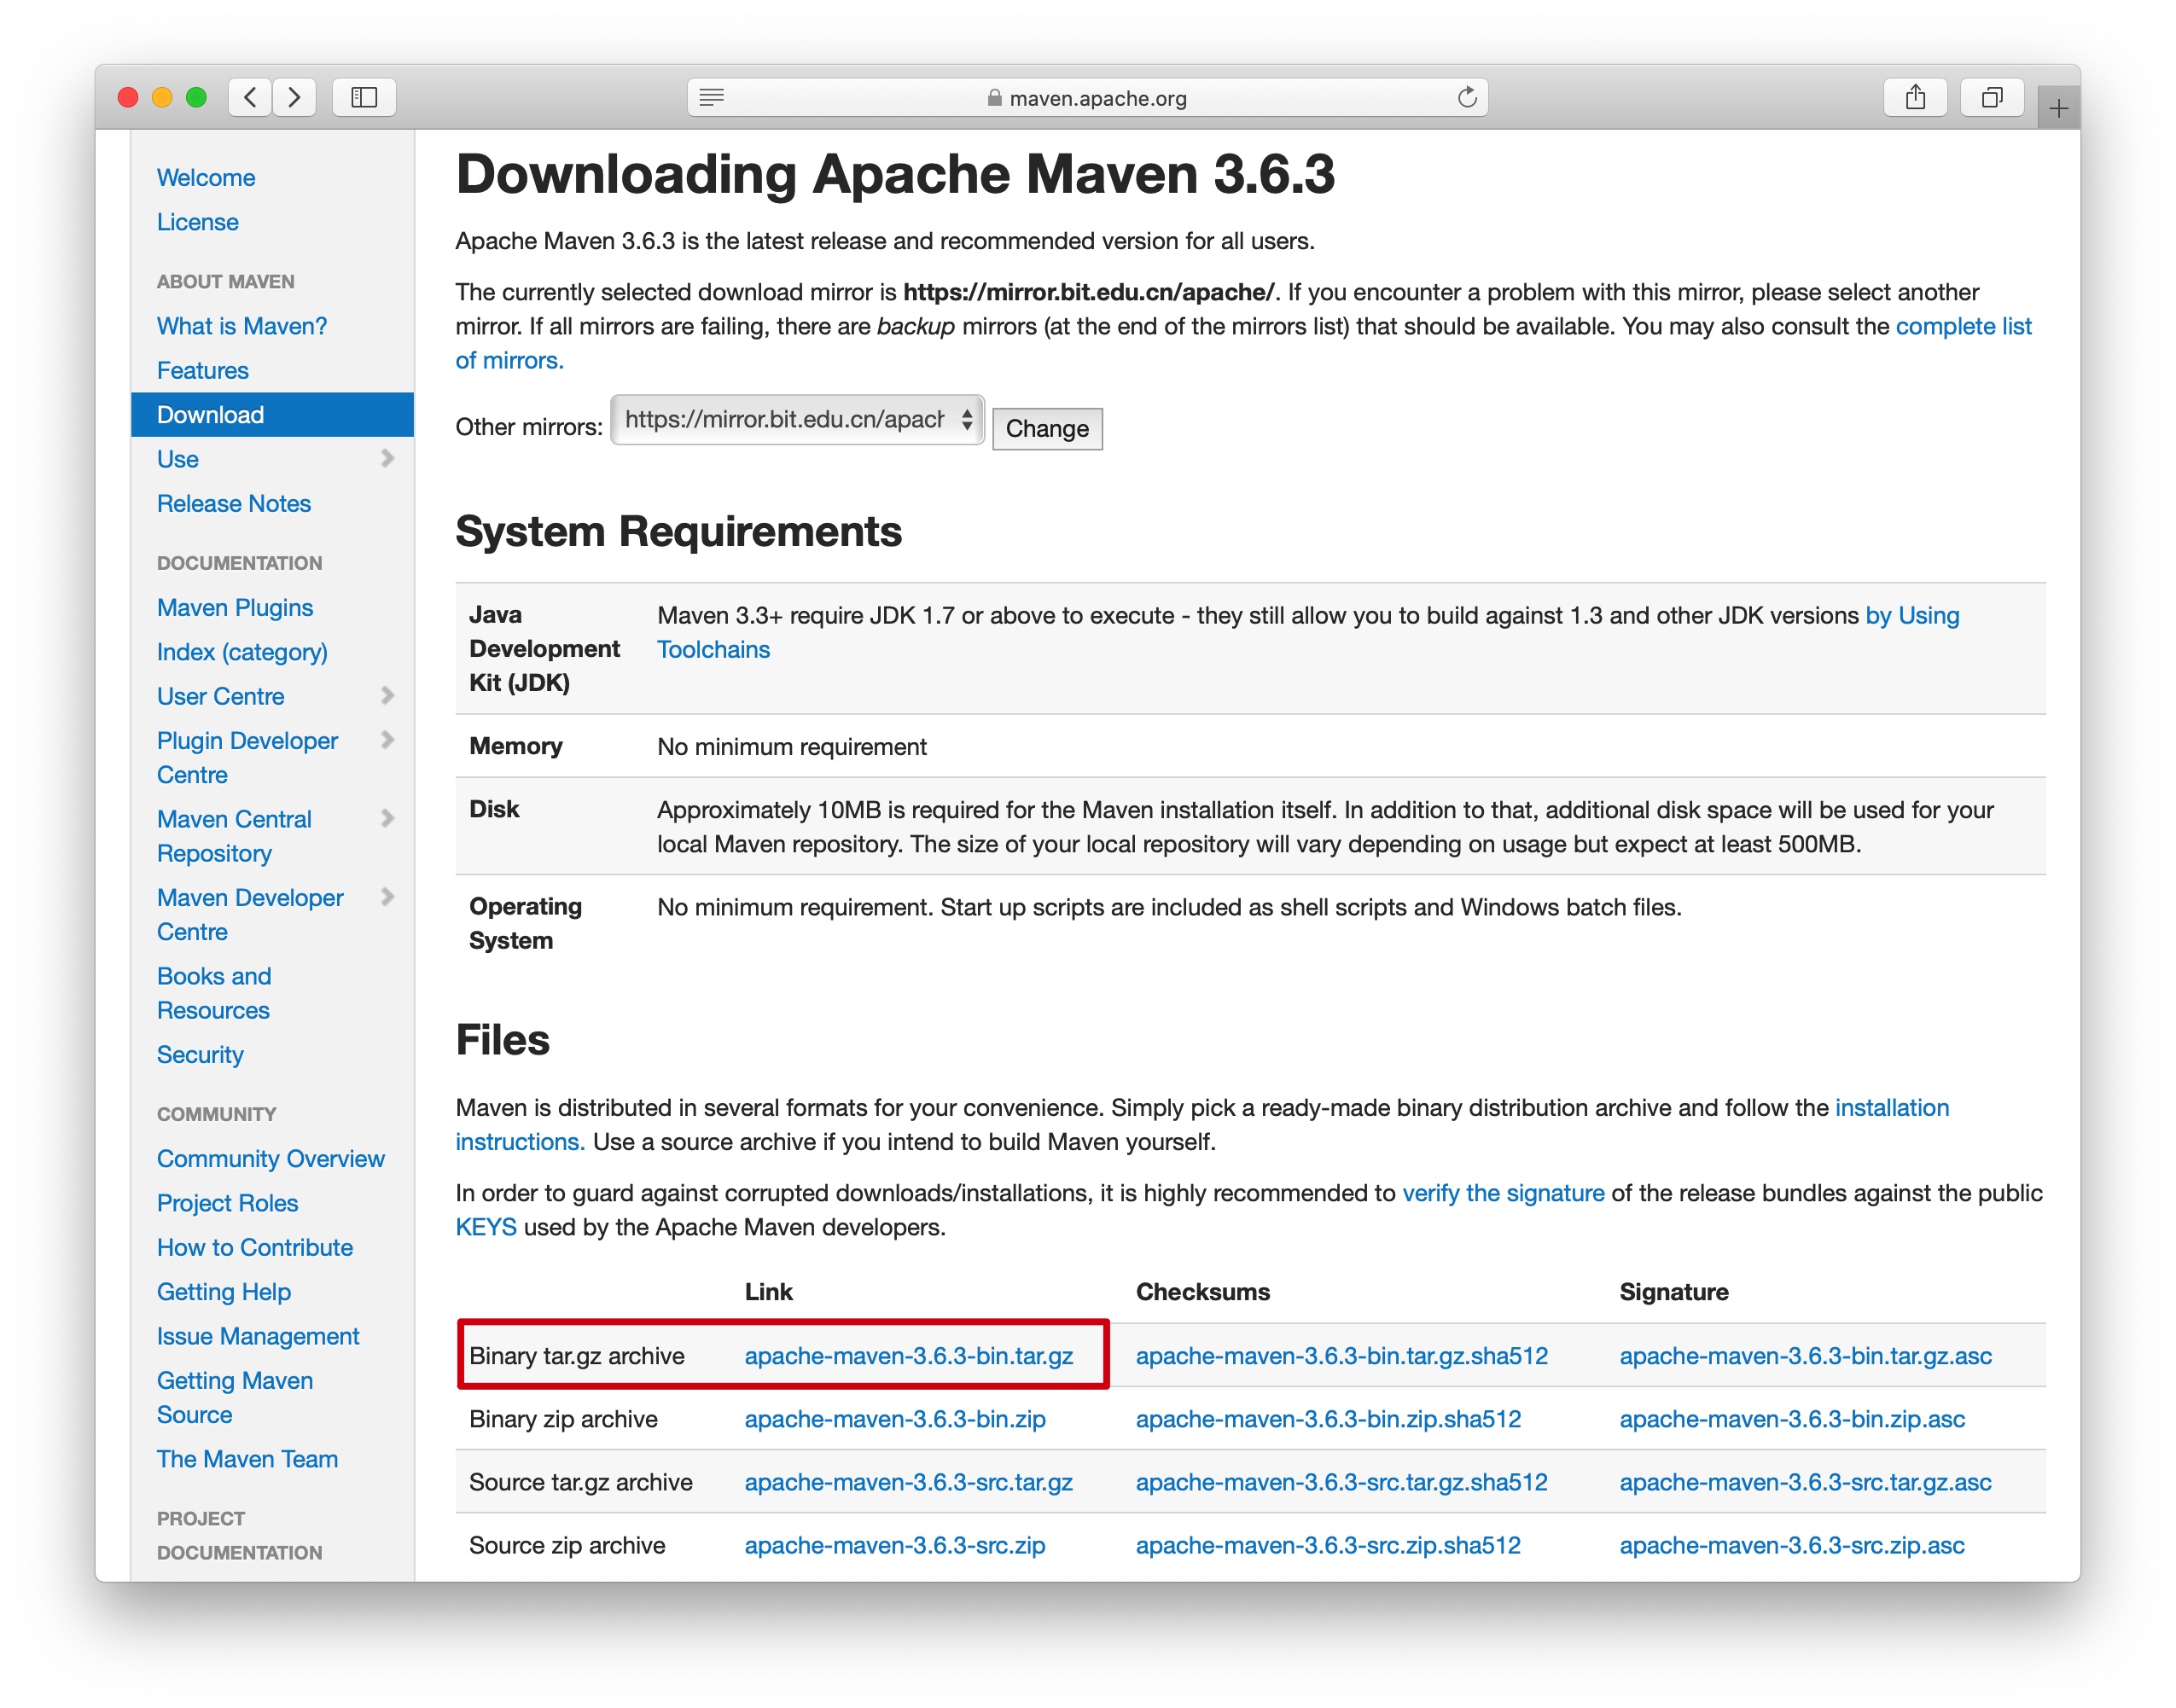 maven.apache.org
Welcome
License
ABOUT MAVEN
What is Maven?
Features
Download
Use
Release Notes
DOCUMENTATION
Maven Plugins
Index (category)
User Centre
Plugin Developer
Centre
Maven Central
Repository
Maven Developer
Centre
Books and
Resources
Security
COMMUNITY
Community Overview
Project Roles
How to Contribute
Getting Help
Issue Management
Getting Maven
Source
The Maven Team
PROJECT
DOCUMENTATION
Downloading Apache Maven 3.6.3
Apache Maven 3.6.3 is the latest release and recommended version for all users.
The currently selected download mirror is https://mirror.bit.edu.cn/apache/. If you encounter a problem with this mirror, please select another
mirror. If all mirrors are failing, there are backup mirrors (at the end of the mirrors list) that should be available. You may also consult the complete list
of mirrors.
Other mirrors: https://mirror.bit.edu.cn/apach Change
System Requirements
Java Maven 3.3+ require JDK 1.7 or above to execute - they still allow you to build against 1.3 and other JDK versions by Using
Development Toolchains
Kit (JDK)
Memory No minimum requirement
Disk Approximately 10MB is required for the Maven installation itself. In addition to that, additional disk space will be used for your
local Maven repository. The size of your local repository will vary depending on usage but expect at least 500MB.
Operating No minimum requirement. Start up scripts are included as shell scripts and Windows batch files.
System
Files
Maven is distributed in several formats for your convenience. Simply pick a ready-made binary distribution archive and follow the installation
instructions. Use a source archive if you intend to build Maven yourself.
In order to guard against corrupted downloads/installations, it is highly recommended to verify the signature of the release bundles against the public
KEYS used by the Apache Maven developers.
Link Checksums Signature
Binary tar.gz archive apache-maven-3.6.3-bin.tar.gz apache-maven-3.6.3-bin.tar.gz.sha512 apache-maven-3.6.3-bin.tar.gz.asc
Binary zip archive apache-maven-3.6.3-bin.zip apache-maven-3.6.3-bin.zip.sha512 apache-maven-3.6.3-bin.zip.asc
Source tar.gz archive apache-maven-3.6.3-src.tar.gz apache-maven-3.6.3-src.tar.gz.sha512 apache-maven-3.6.3-src.tar.gz.asc
Source zip archive apache-maven-3.6.3-src.zip apache-maven-3.6.3-src.zip.sha512 apache-maven-3.6.3-src.zip.asc